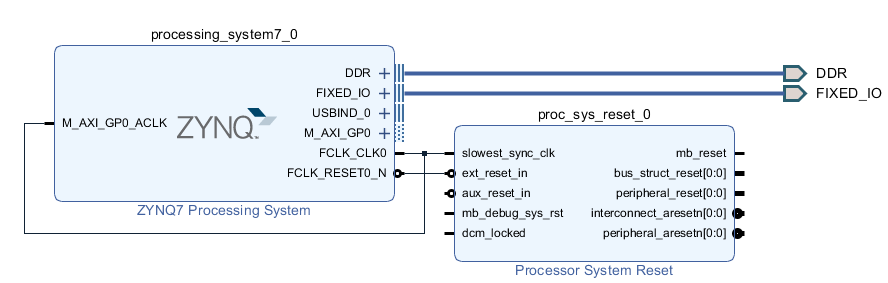 processing_system7_0
DDR
FIXED_IO
USBIND_0
M_AXI_GP0
FCLK_CLK0
FCLK_RESET0_N
M_AXI_GP0_ACLK
ZYNQ
ZYNQ7 Processing System
DDR
FIXED_IO
proc_sys_reset_0
slowest_sync_clk
ext_reset_in
aux_reset_in
mb_debug_sys_rst
dcm_locked
mb_reset
bus_struct_reset[0:0]
peripheral_reset[0:0]
interconnect_aresetn[0:0]
peripheral_aresetn[0:0]
Processor System Reset